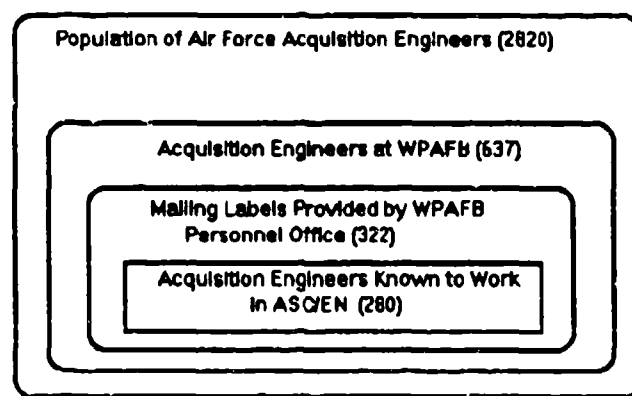 Population of Air Force Acquisition Engineers (2820)
Acquisition Engineers at WPAFB (637)
Mailing Labels Provided by WPAFB
Personnel Office (322)
Acquisition Engineers Known to Work
in ASC/EN (280)